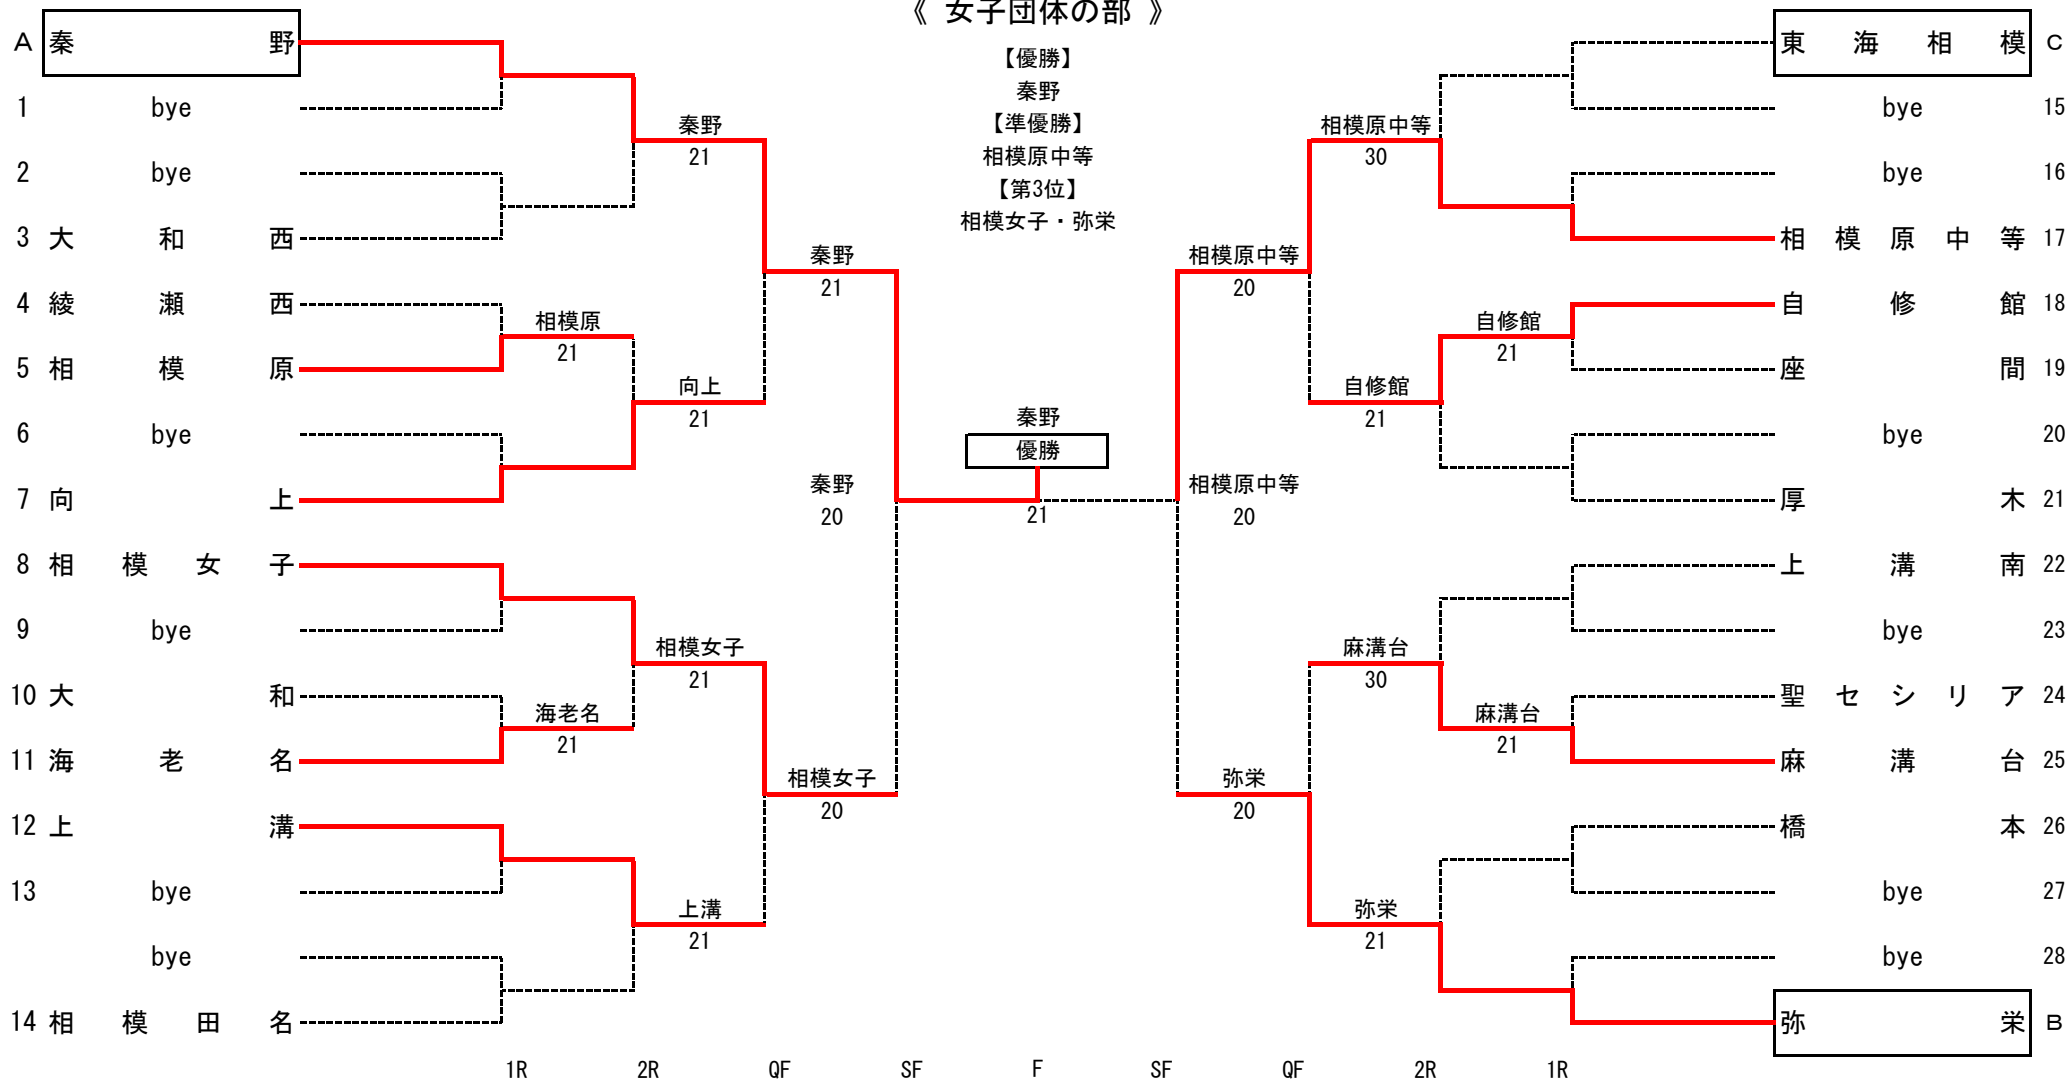 《 女子団体の部 》
【優勝】
秦野
【準優勝】
相模原中等
【第3位】
相模女子・弥栄
A 秦野
1 bye
2 bye
3 大和西
4 綾瀬西
5 相模原
6 bye
7 向上
8 相模女子
9 bye
10 大和
11 海老名
12 上溝
13 bye
bye
14 相模田名
相模原
21
海老名
21
秦野
21
向上
21
相模女子
21
上溝
21
秦野
21
相模女子
20
秦野
20
秦野
優勝
21
相模原中等
20
相模原中等
20
弥栄
20
相模原中等
30
自修館
21
麻溝台
30
弥栄
21
自修館
21
麻溝台
21
東海相模 C
bye 15
bye 16
相模原中等 17
自修館 18
座間 19
bye 20
厚木 21
上溝南 22
bye 23
聖セシリア 24
麻溝台 25
橋本 26
bye 27
bye 28
弥栄 B
1R 2R QF SF F SF QF 2R 1R